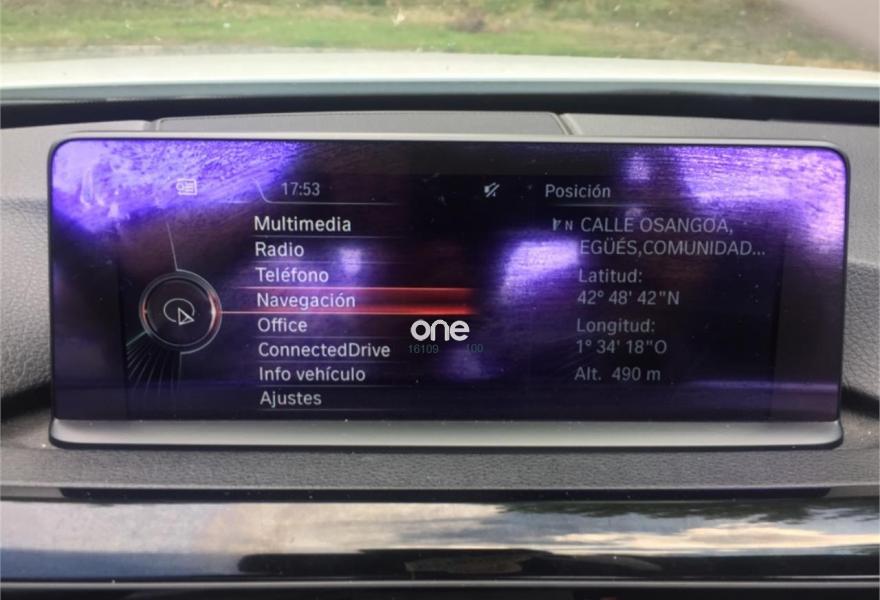 17:53
Multimedia
Radio
Teléfono
Navegación
Office
ConnectedDrive
Info vehículo
Ajustes
Posición
N CALLE OSANGOA,
EGÜÉS,COMUNIDAD...
Latitud:
42° 48' 42"N
Longitud:
1° 34' 18"O
Alt. 490 m
one
16109 100